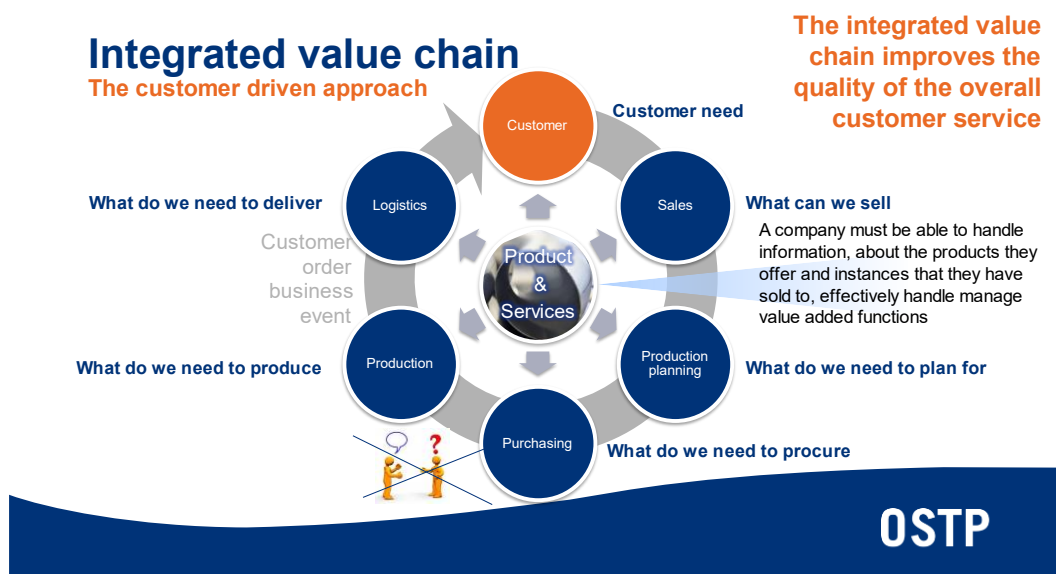 Integrated value chain
The customer driven approach
The integrated value
chain improves the
quality of the overall
customer service
Customer
Customer need
Sales
What can we sell
A company must be able to handle
information, about the products they
offer and instances that they have
sold to, effectively handle manage
value added functions
Production
planning
What do we need to plan for
Purchasing
What do we need to procure
Production
What do we need to produce
Logistics
What do we need to deliver
Customer
order
business
event
Product
&
Services
?
OSTP